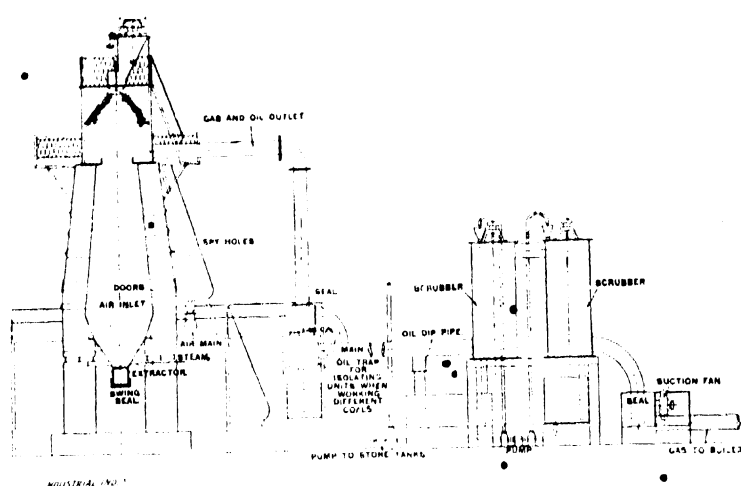 GAS AND OIL OUTLET
SPY HOLES
DOORS
AIR INLET
SEAL
AIR MAIN
STEAM
EXTRACTOR
SWING
SEAL
MAIN
OIL TRAP
FOR
ISOLATING
UNITS WHEN
WORKING
DIFFERENT
COALS
OIL DIP PIPE
SCRUBBER
SCRUBBER
SUCTION FAN
SEAL
PUMP TO STORE TANKS
PUMP
GAS TO BOILER